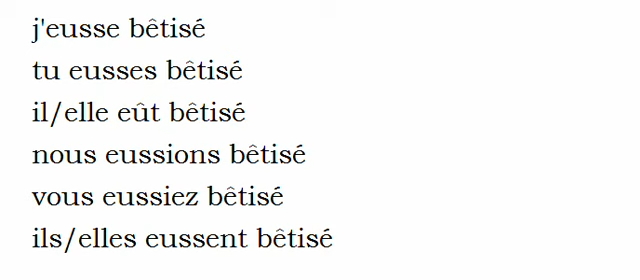 j'eusse bêtisé
tu eusses bêtisé
il/elle eût bêtisé
nous eussions bêtisé
vous eussiez bêtisé
ils/elles eussent bêtisé